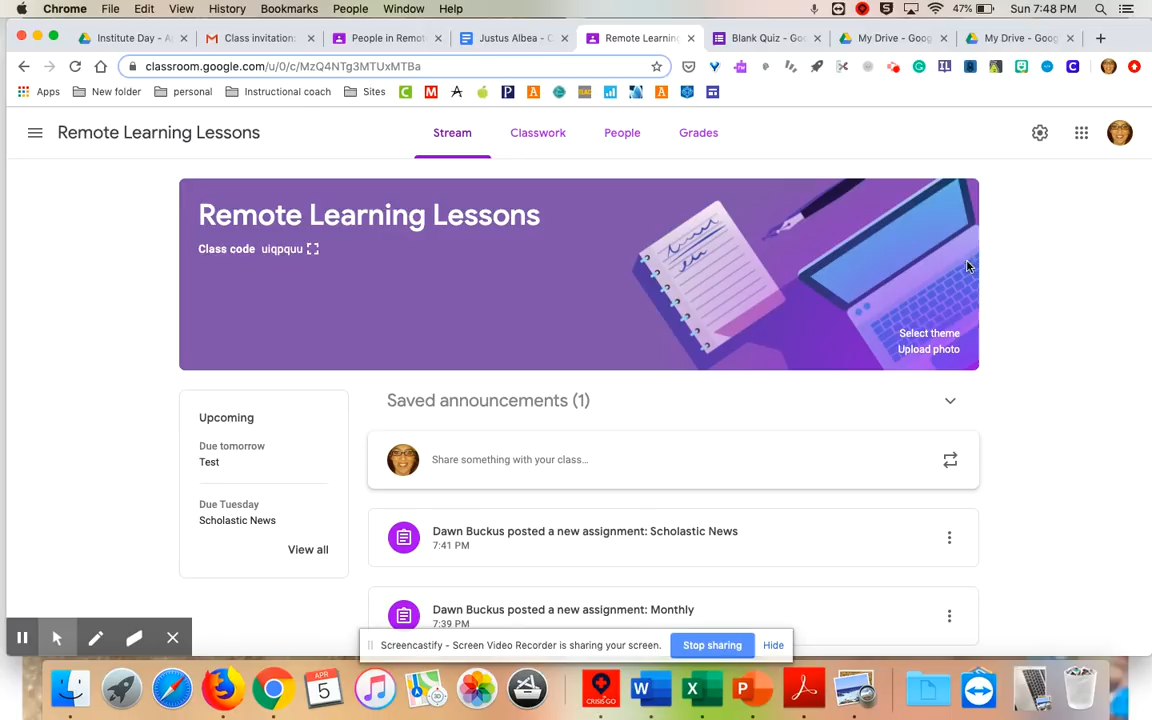 Chrome File Edit View History Bookmarks People Window Help 47% Sun 7:48 PM
Institute Day - A Class invitation: People in Remot Justus Albea - C Remote Learning Blank Quiz - Goo My Drive - Goog My Drive - Goog
classroom.google.com/u/0/c/MzQ4NTg3MTUxMTBa
Apps New folder personal Instructional coach Sites
Remote Learning Lessons Stream Classwork People Grades
Remote Learning Lessons
Class code uiqpquu
Select theme
Upload photo
Saved announcements (1)
Upcoming
Due tomorrow
Test
Due Tuesday
Scholastic News
View all
Share something with your class...
Dawn Buckus posted a new assignment: Scholastic News
7:41 PM
Dawn Buckus posted a new assignment: Monthly
7:39 PM
Screencastify - Screen Video Recorder is sharing your screen. Stop sharing Hide
APR
5
CRISIS GO